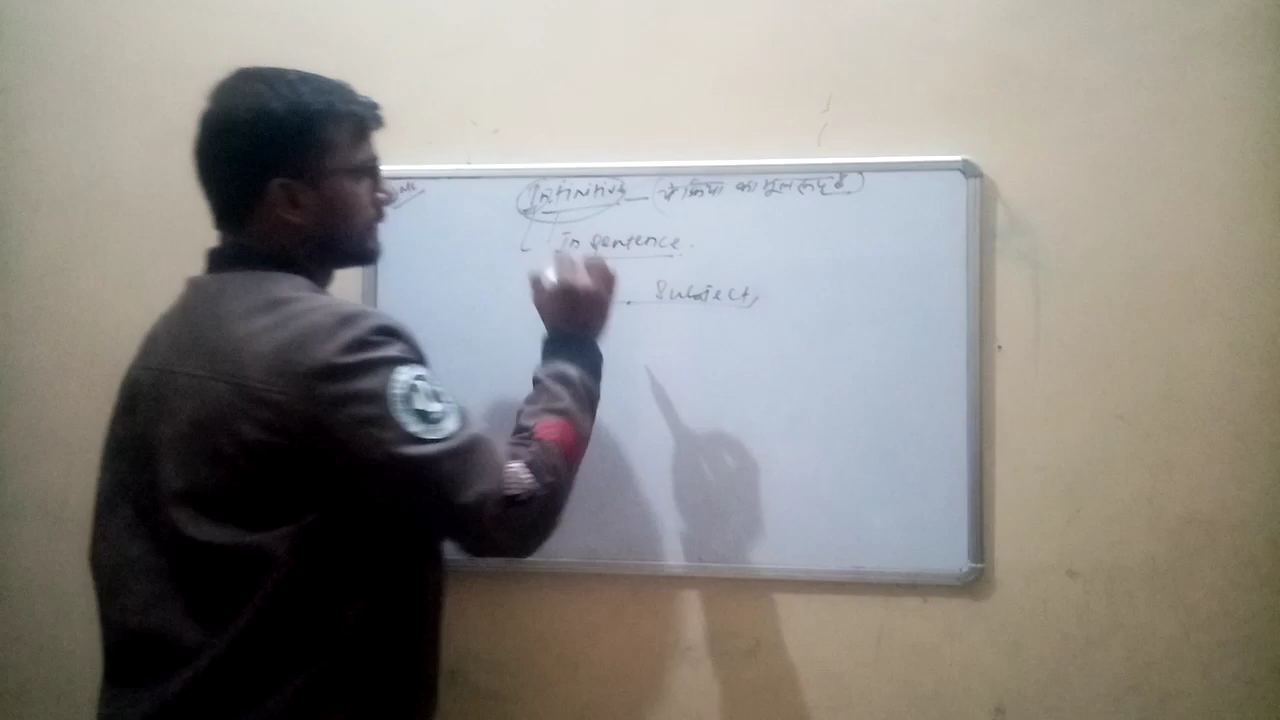 Infinitive — (ये क्रिया का मूल रूप है)
In sentence.
Subject,